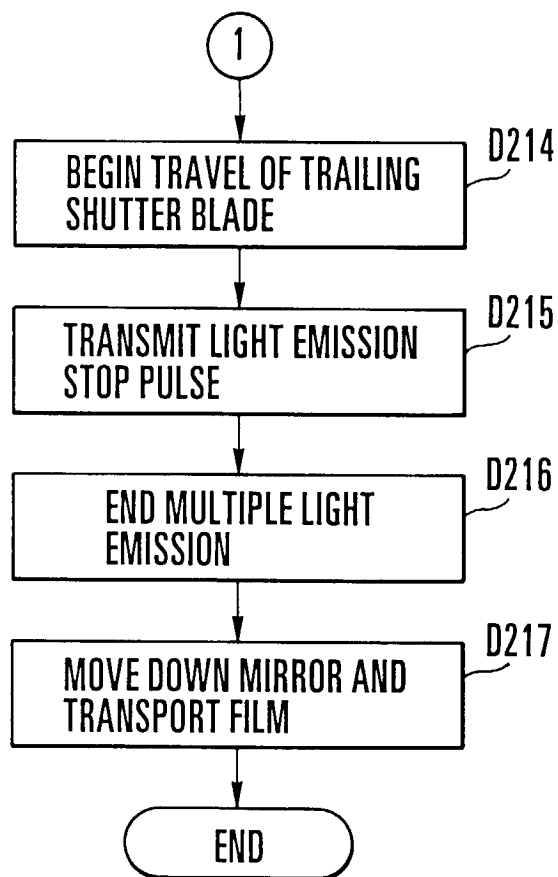 1
D214
BEGIN TRAVEL OF TRAILING
SHUTTER BLADE
D215
TRANSMIT LIGHT EMISSION
STOP PULSE
D216
END MULTIPLE LIGHT
EMISSION
D217
MOVE DOWN MIRROR AND
TRANSPORT FILM
END